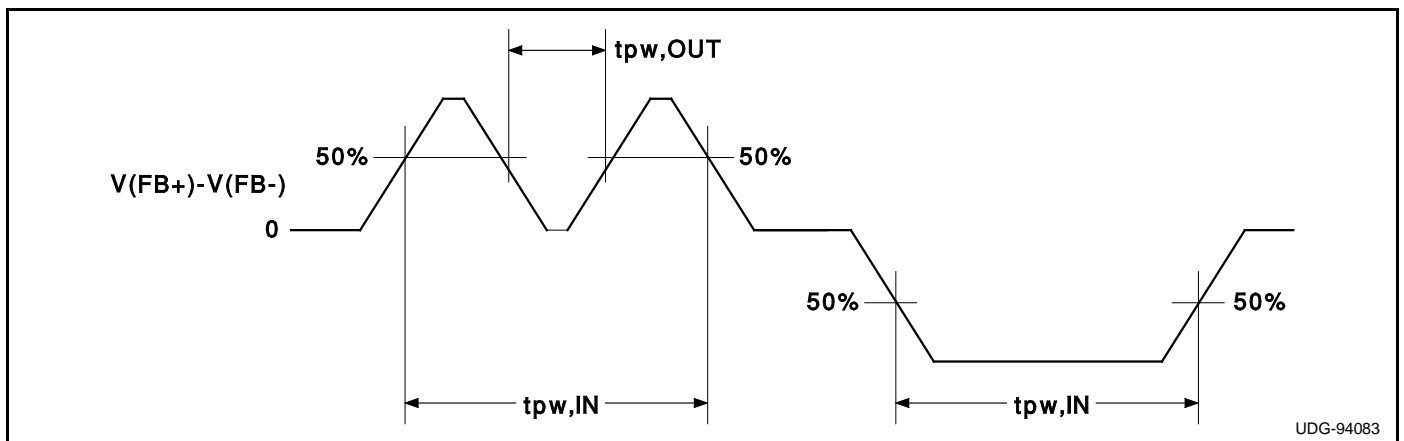 tpw,OUT
50%
50%
V(FB+)-V(FB-)
0
50%
50%
tpw,IN
tpw,IN
UDG-94083